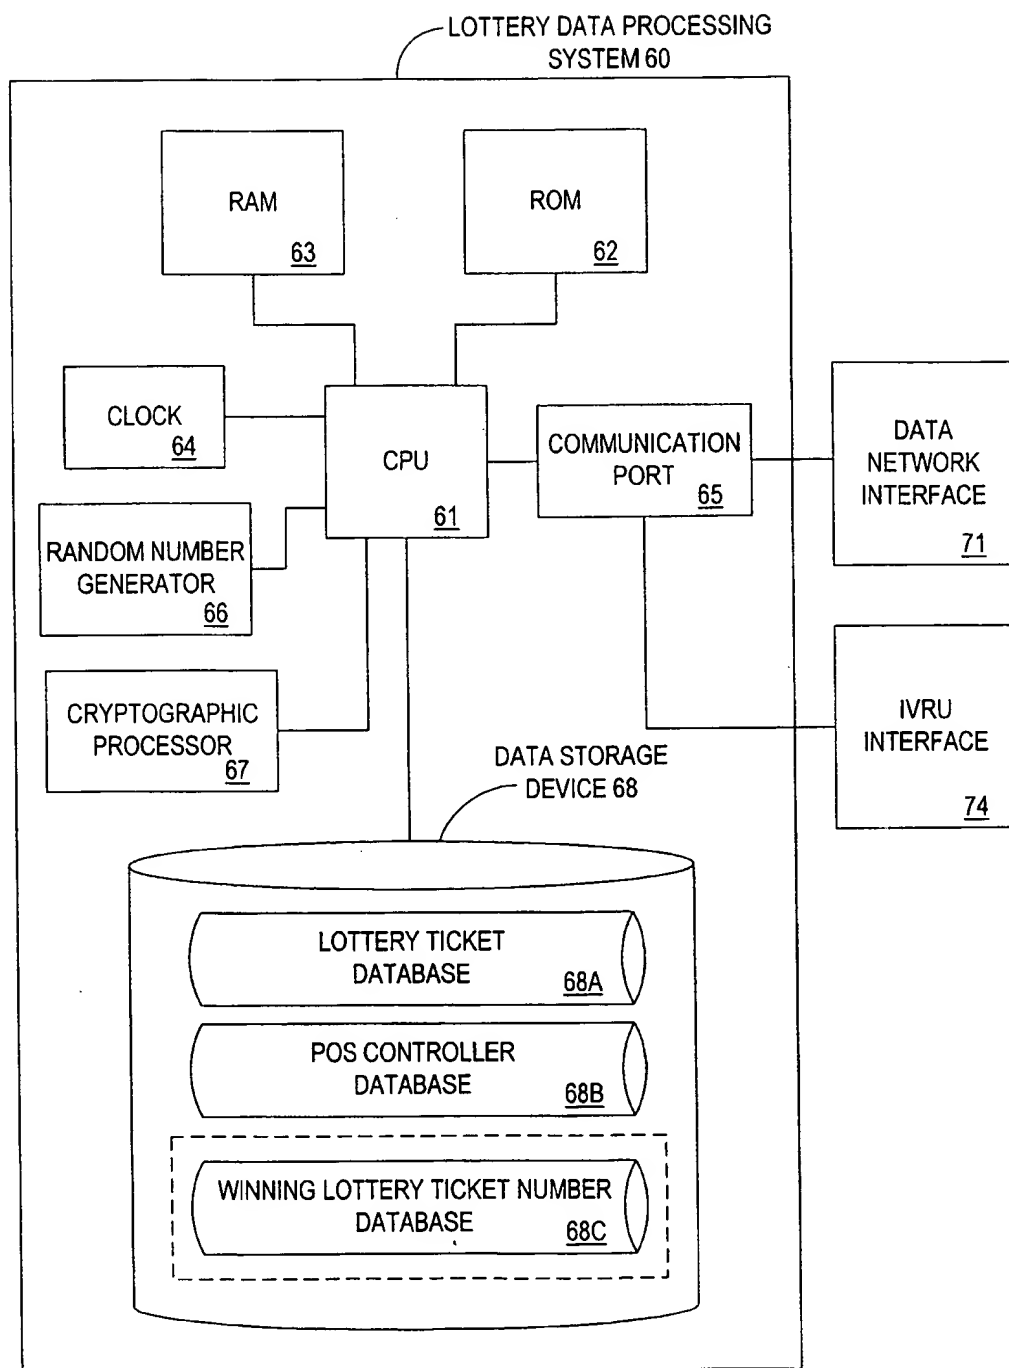 LOTTERY DATA PROCESSING
SYSTEM 60
RAM
63
ROM
62
CLOCK
64
CPU
61
COMMUNICATION
PORT
65
DATA
NETWORK
INTERFACE
71
RANDOM NUMBER
GENERATOR
66
CRYPTOGRAPHIC
PROCESSOR
67
IVRU
INTERFACE
74
DATA STORAGE
DEVICE 68
LOTTERY TICKET
DATABASE
68A
POS CONTROLLER
DATABASE
68B
WINNING LOTTERY TICKET NUMBER
DATABASE
68C